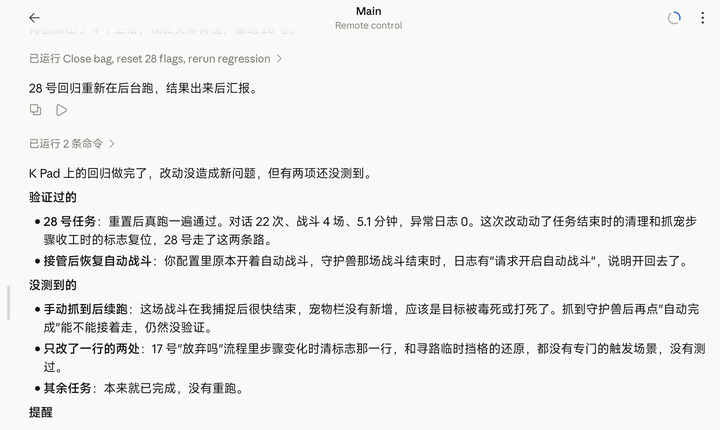 Main
Remote control
已运行 Close bag, reset 28 flags, rerun regression
28 号回归重新在后台跑，结果出来后汇报。
已运行 2 条命令
K Pad 上的回归做完了，改动没造成新问题，但有两项还没测到。
验证过的
• 28 号任务：重置后真跑一遍通过。对话 22 次、战斗 4 场、5.1 分钟，异常日志 0。这次改动动了任务结束时的清理和抓宠步
骤收工时的标志复位，28 号走了这两条路。
• 接管后恢复自动战斗：你配置里原本开着自动战斗，守护兽那场战斗结束时，日志有“请求开启自动战斗”，说明开回去了。
没测到的
• 手动抓到后续跑：这场战斗在我捕捉后很快结束，宠物栏没有新增，应该是目标被毒死或打死了。抓到守护兽后再点“自动完
成”能不能接着走，仍然没验证。
• 只改了一行的两处：17 号“放弃吗”流程里步骤变化时清标志那一行，和寻路临时挡格的还原，都没有专门的触发场景，没有测
过。
• 其余任务：本来就已完成，没有重跑。
提醒